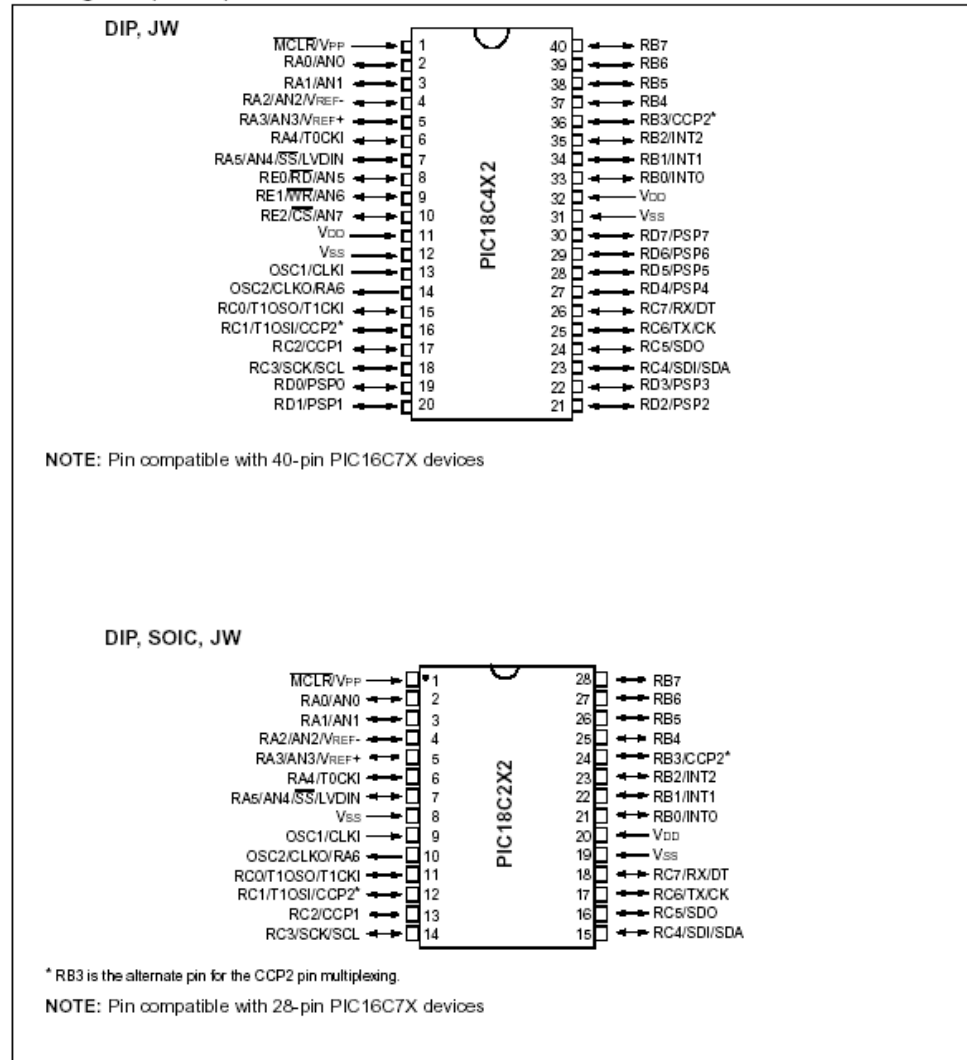 DIP, JW
MCLR/VPP 1 40 RB7
RA0/AN0 2 39 RB6
RA1/AN1 3 38 RB5
RA2/AN2/VREF- 4 37 RB4
RA3/AN3/VREF+ 5 36 RB3/CCP2*
RA4/T0CKI 6 35 RB2/INT2
RA5/AN4/SS/LVDIN 7 34 RB1/INT1
RE0/RD/AN5 8 33 RB0/INT0
RE1/WR/AN6 9 32 VDD
RE2/CS/AN7 10 31 VSS
VDD 11 30 RD7/PSP7
VSS 12 29 RD6/PSP6
OSC1/CLKI 13 28 RD5/PSP5
OSC2/CLKO/RA6 14 27 RD4/PSP4
RC0/T1OSO/T1CKI 15 26 RC7/RX/DT
RC1/T1OSI/CCP2* 16 25 RC6/TX/CK
RC2/CCP1 17 24 RC5/SDO
RC3/SCK/SCL 18 23 RC4/SDI/SDA
RD0/PSP0 19 22 RD3/PSP3
RD1/PSP1 20 21 RD2/PSP2
PIC18C4X2
NOTE: Pin compatible with 40-pin PIC16C7X devices
DIP, SOIC, JW
MCLR/VPP 1 28 RB7
RA0/AN0 2 27 RB6
RA1/AN1 3 26 RB5
RA2/AN2/VREF- 4 25 RB4
RA3/AN3/VREF+ 5 24 RB3/CCP2*
RA4/T0CKI 6 23 RB2/INT2
RA5/AN4/SS/LVDIN 7 22 RB1/INT1
VSS 8 21 RB0/INT0
OSC1/CLKI 9 20 VDD
OSC2/CLKO/RA6 10 19 VSS
RC0/T1OSO/T1CKI 11 18 RC7/RX/DT
RC1/T1OSI/CCP2* 12 17 RC6/TX/CK
RC2/CCP1 13 16 RC5/SDO
RC3/SCK/SCL 14 15 RC4/SDI/SDA
PIC18C2X2
* RB3 is the alternate pin for the CCP2 pin multiplexing.
NOTE: Pin compatible with 28-pin PIC16C7X devices